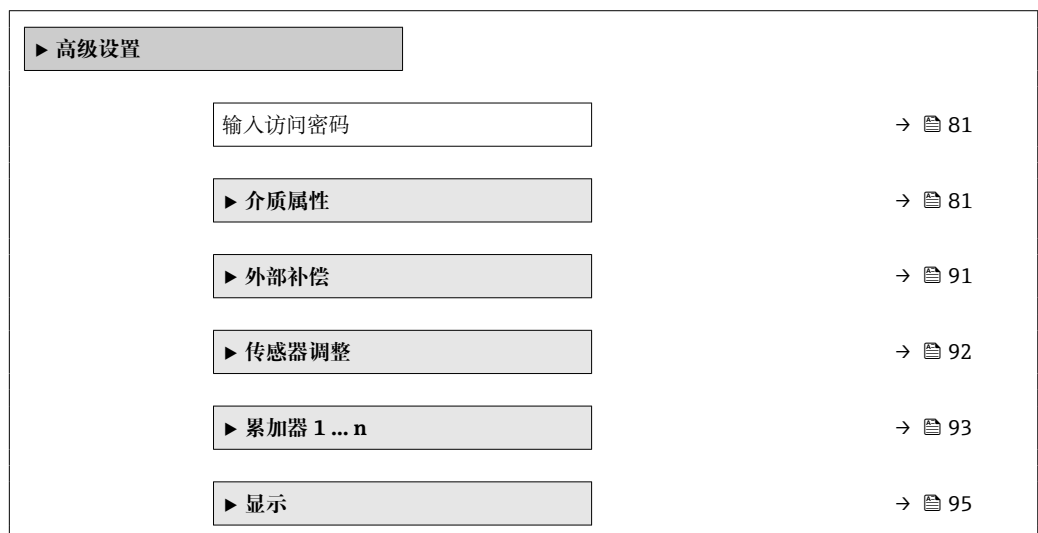 ▶ 高级设置
输入访问密码 → 81
▶ 介质属性 → 81
▶ 外部补偿 → 91
▶ 传感器调整 → 92
▶ 累加器 1 ... n → 93
▶ 显示 → 95